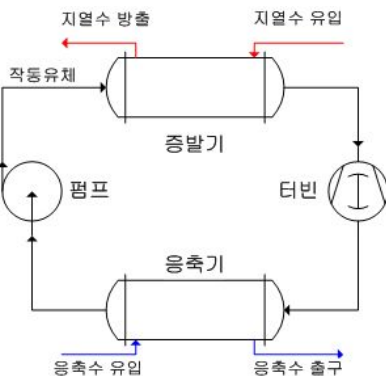 지열수 방출
지열수 유입
작동유체
증발기
펌프
터빈
응축기
응축수 유입
응축수 출구